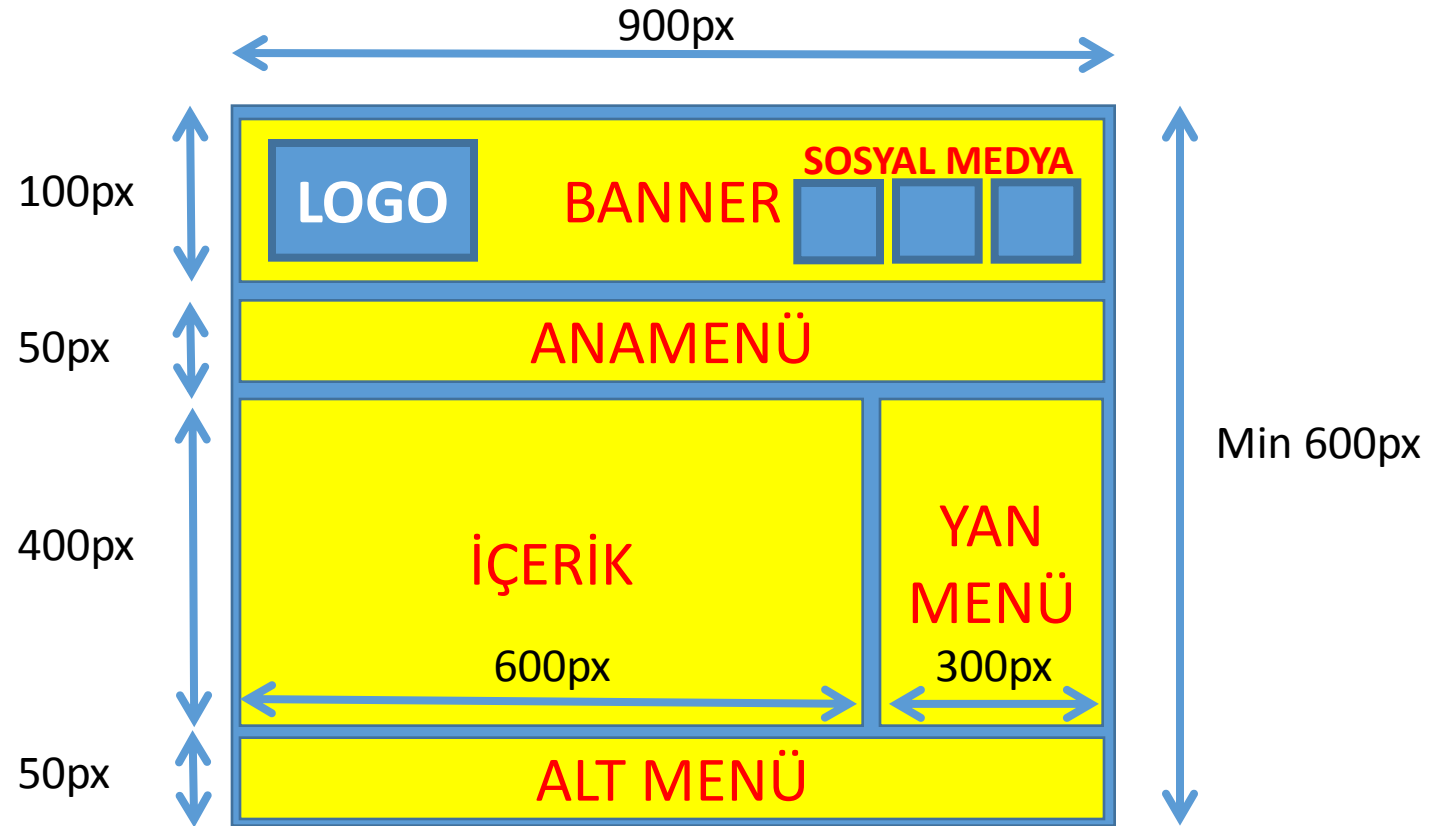 900px
100px
LOGO
BANNER
SOSYAL MEDYA
50px
ANAMENÜ
400px
İÇERİK
600px
YAN
MENÜ
300px
Min 600px
50px
ALT MENÜ